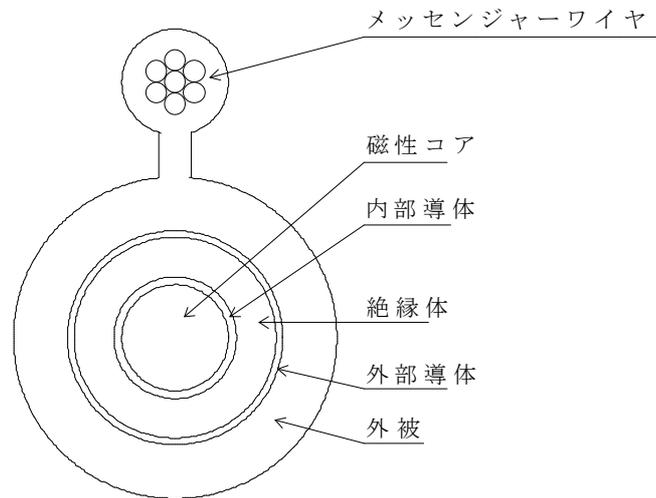 メッセンジャーワイヤ
磁性コア
内部導体
絶縁体
外部導体
外被